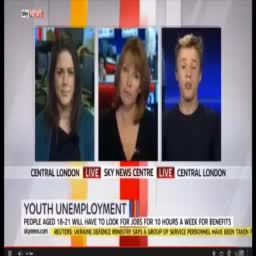 sky NEWS
CENTRAL LONDON LIVE SKY NEWS CENTRE LIVE CENTRAL LONDON
YOUTH UNEMPLOYMENT
PEOPLE AGED 18-21 WILL HAVE TO LOOK FOR JOBS FOR 10 HOURS A WEEK FOR BENEFITS
skynews.com REUTERS: UKRAINE DEFENCE MINISTRY SAYS A GROUP OF SERVICE PERSONNEL HAVE BEEN TAKEN F